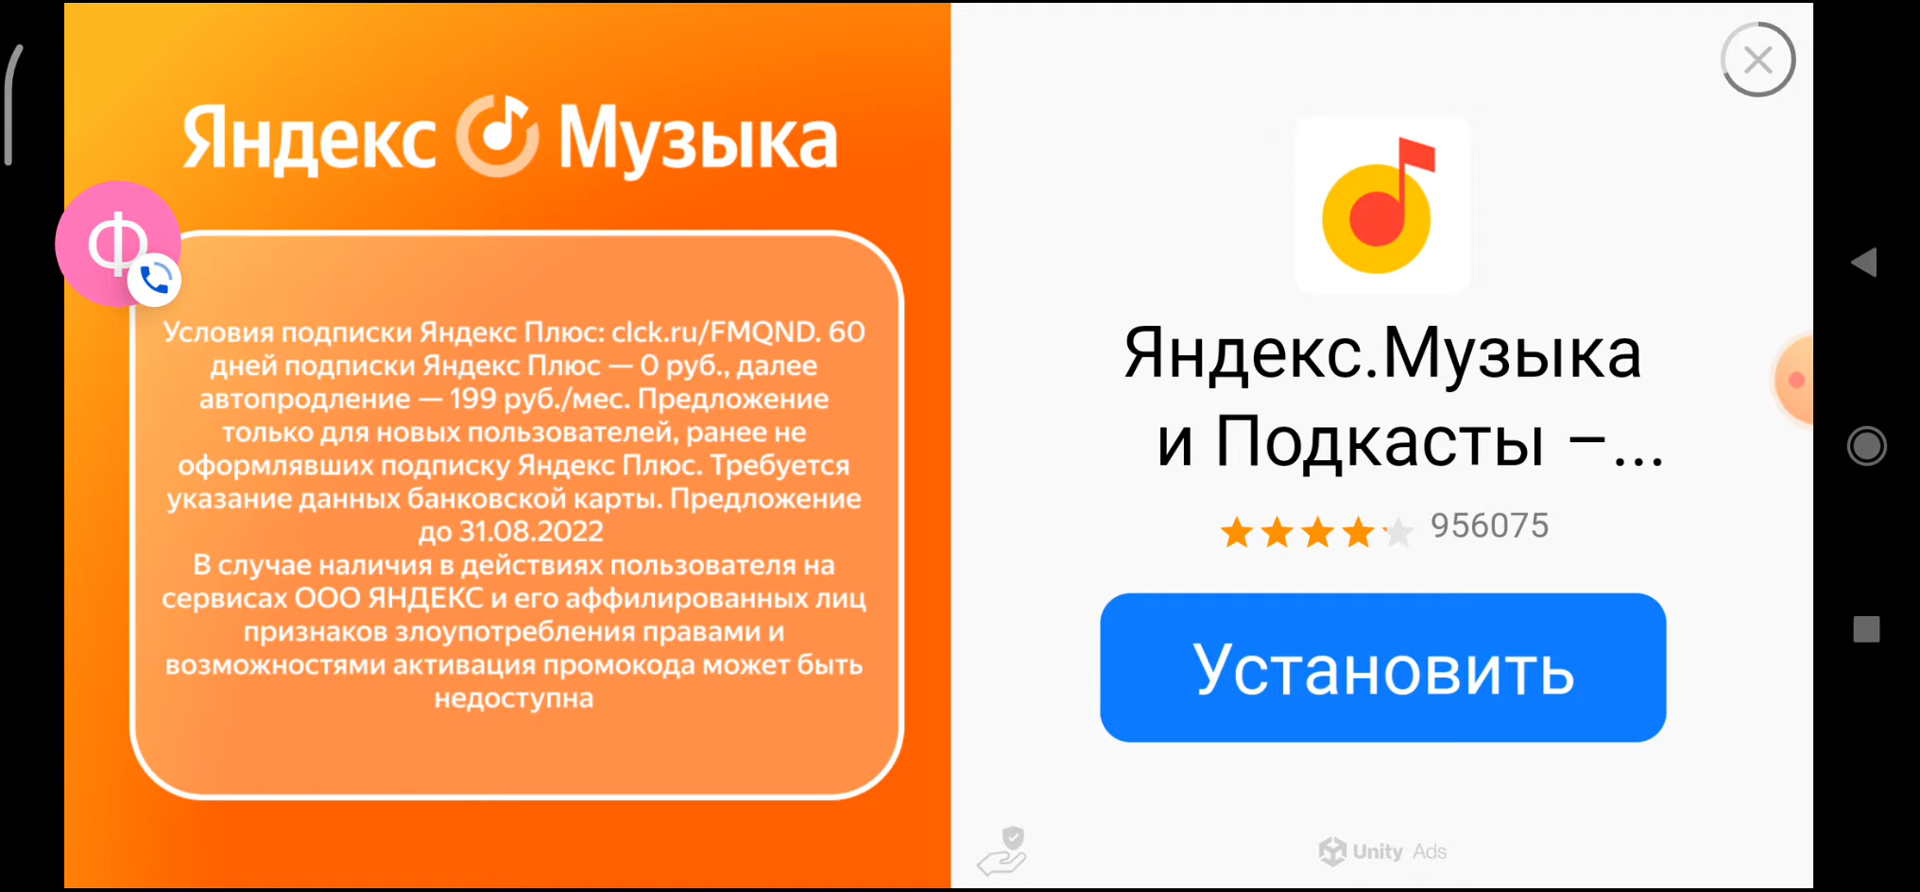 Яндекс Музыка
Ф
Условия подписки Яндекс Плюс: clck.ru/FMQND. 60
дней подписки Яндекс Плюс — 0 руб., далее
автопродление — 199 руб./мес. Предложение
только для новых пользователей, ранее не
оформлявших подписку Яндекс Плюс. Требуется
указание данных банковской карты. Предложение
до 31.08.2022
В случае наличия в действиях пользователя на
сервисах ООО ЯНДЕКС и его аффилированных лиц
признаков злоупотребления правами и
возможностями активация промокода может быть
недоступна
Яндекс.Музыка
и Подкасты –...
956075
Установить
Unity Ads